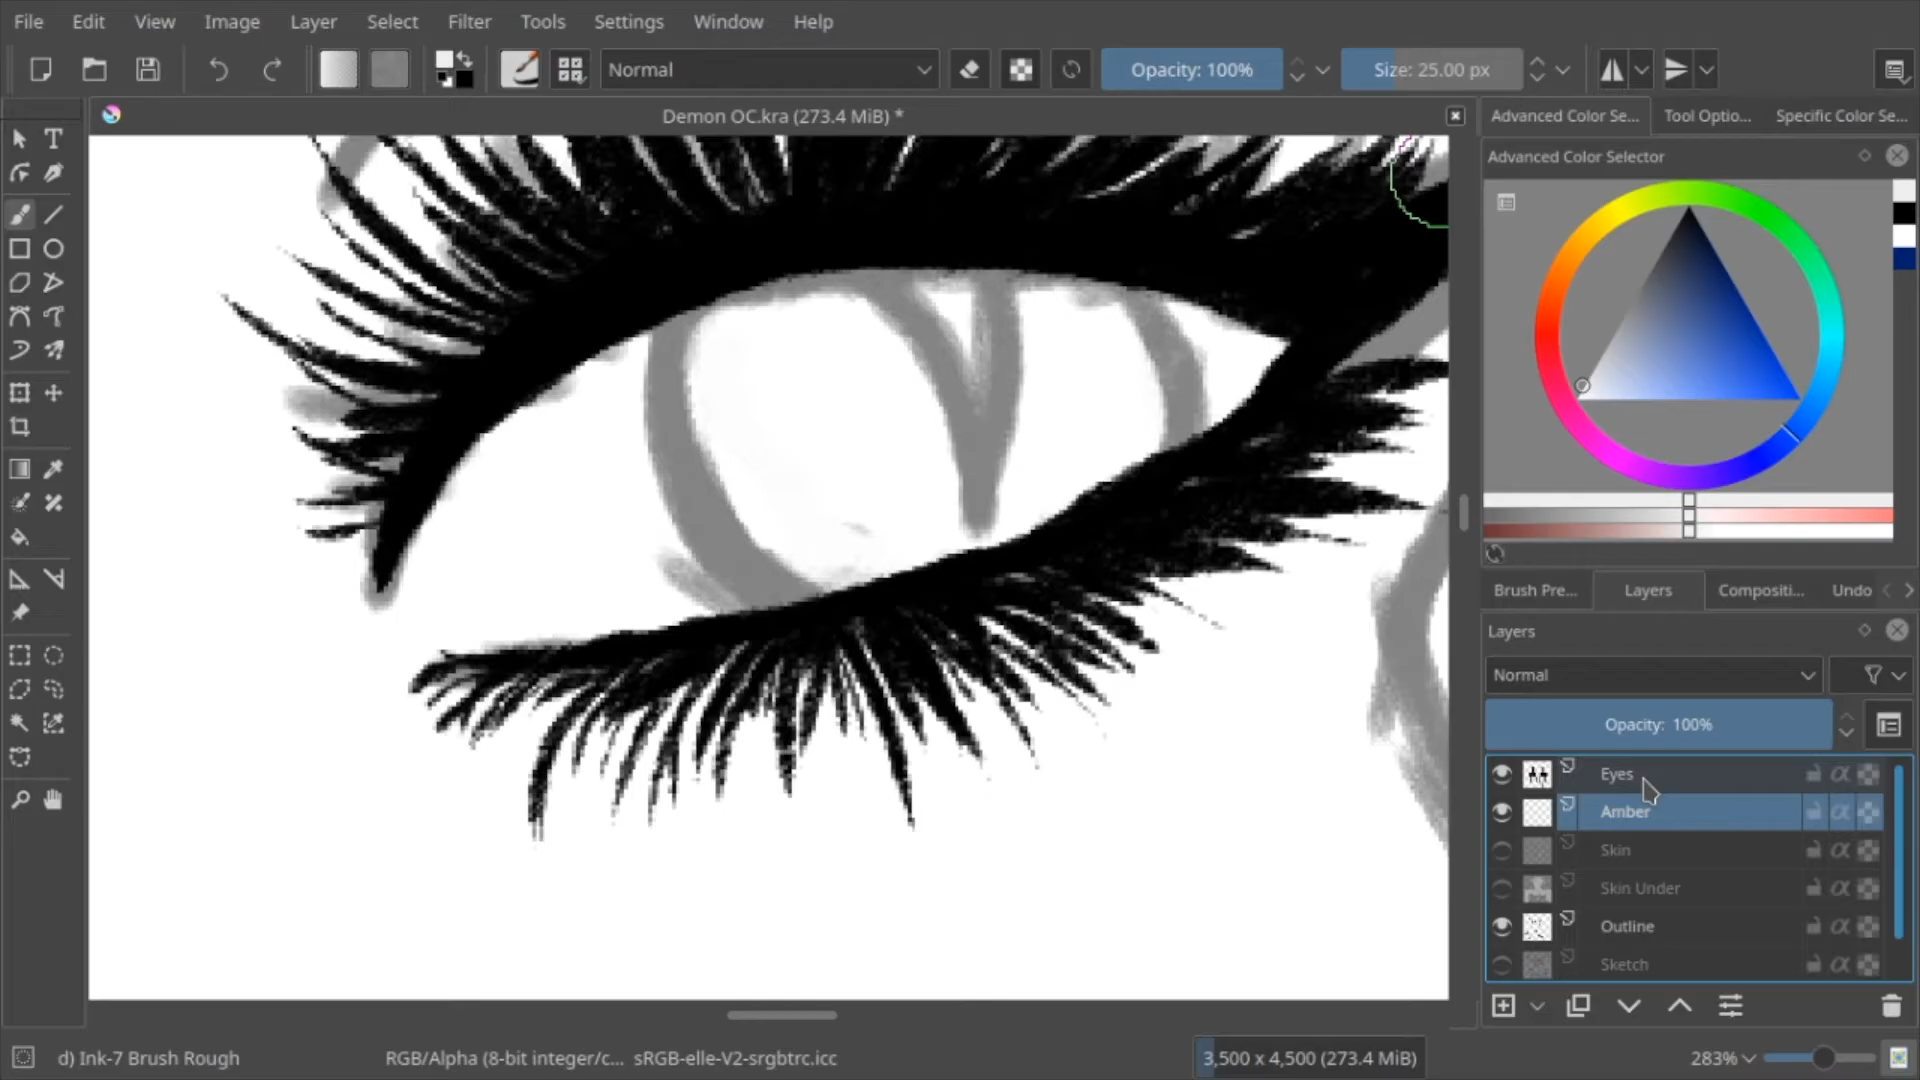 File Edit View Image Layer Select Filter Tools Settings Window Help
Normal Opacity: 100% Size: 25.00 px
Demon OC.kra (273.4 MiB) *
Advanced Color Se... Tool Optio... Specific Color Se...
Advanced Color Selector
Brush Pre... Layers Compositi... Undo
Layers
Normal
Opacity: 100%
Eyes
Amber
Skin
Skin Under
Outline
Sketch
d) Ink-7 Brush Rough RGB/Alpha (8-bit integer/c... sRGB-elle-V2-srgbtrc.icc 3,500 x 4,500 (273.4 MiB) 283%